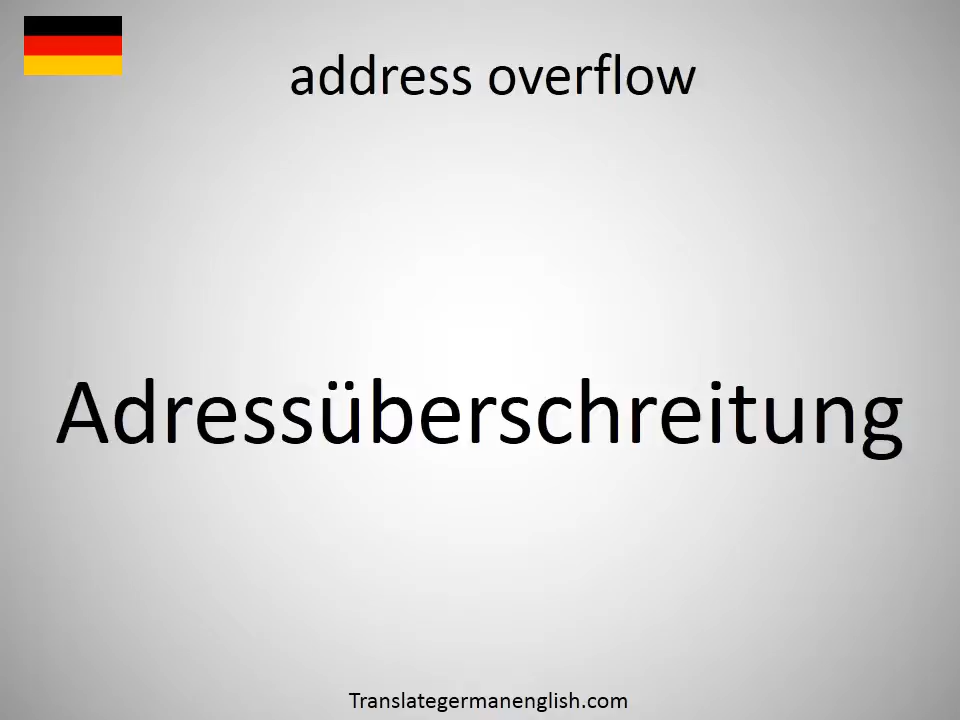 address overflow
Adressüberschreitung
Translategermanenglish.com